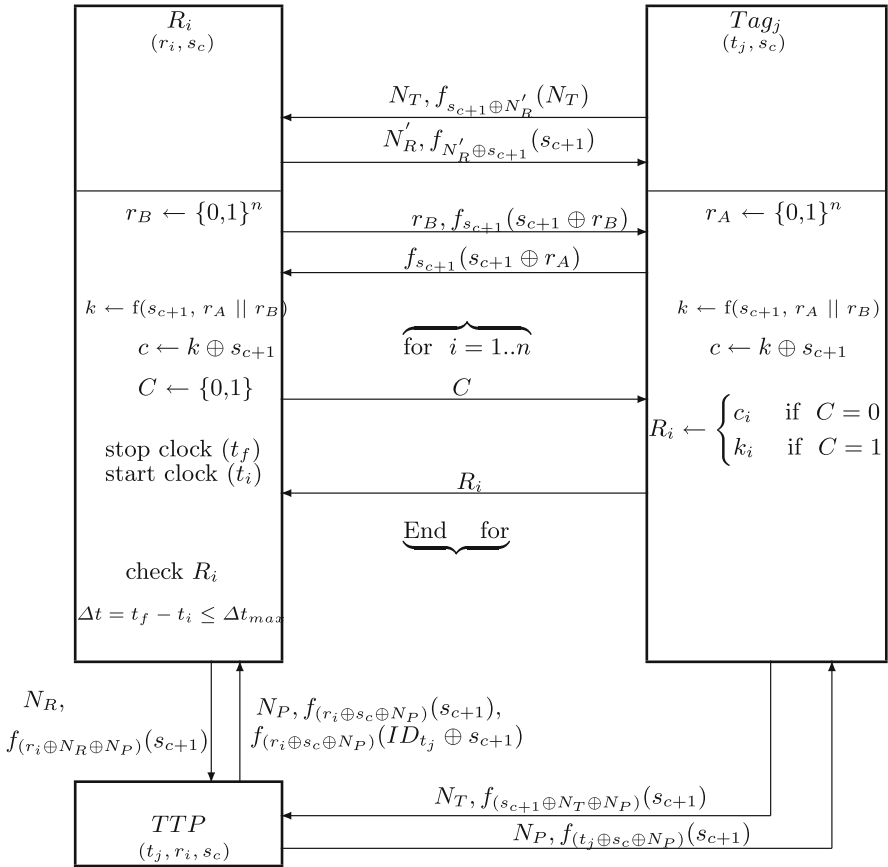 R_i
(r_i, s_c)
Tag_j
(t_j, s_c)
N_T, f_{s_{c+1}⊕N'_R}(N_T)
N'_R, f_{N'_R⊕s_{c+1}}(s_{c+1})
r_B ← {0,1}^n
r_A ← {0,1}^n
r_B, f_{s_{c+1}}(s_{c+1} ⊕ r_B)
f_{s_{c+1}}(s_{c+1} ⊕ r_A)
k ← f(s_{c+1}, r_A || r_B)
k ← f(s_{c+1}, r_A || r_B)
c ← k ⊕ s_{c+1}
for i = 1..n
c ← k ⊕ s_{c+1}
C ← {0,1}
C
R_i ← { c_i if C = 0
k_i if C = 1
stop clock (t_f)
start clock (t_i)
R_i
End for
check R_i
Δt = t_f − t_i ≤ Δt_{max}
N_R,
f_{(r_i⊕N_R⊕N_P)}(s_{c+1})
N_P, f_{(r_i⊕s_c⊕N_P)}(s_{c+1}),
f_{(r_i⊕s_c⊕N_P)}(ID_{t_j} ⊕ s_{c+1})
TTP
(t_j, r_i, s_c)
N_T, f_{(s_{c+1}⊕N_T⊕N_P)}(s_{c+1})
N_P, f_{(t_j⊕s_c⊕N_P)}(s_{c+1})